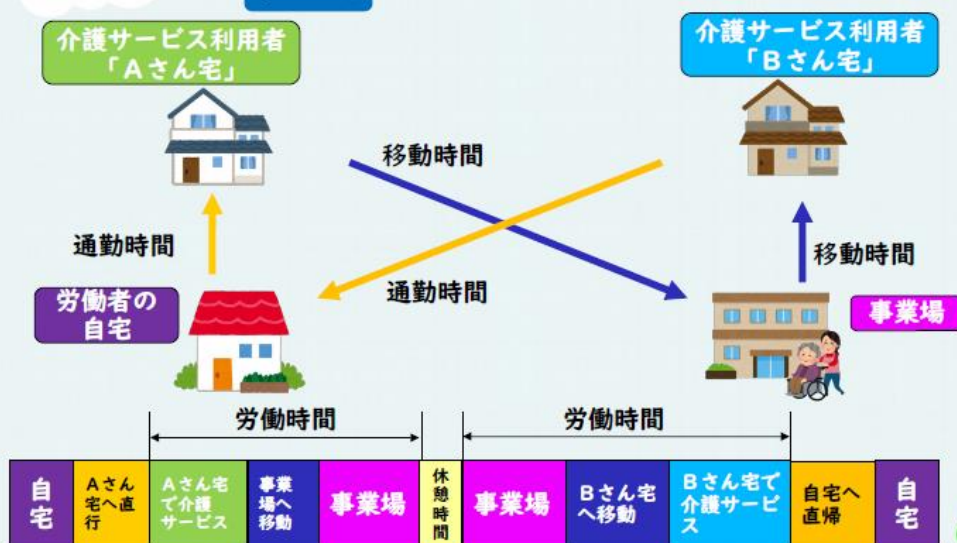 介護サービス利用者
「Aさん宅」
介護サービス利用者
「Bさん宅」
移動時間
通勤時間
移動時間
通勤時間
労働者の
自宅
事業場
労働時間
労働時間
自
宅
Aさん
宅へ直
行
Aさん宅
で介護
サービス
事業
場へ
移動
事業場
休
憩
時
間
事業場
Bさん宅
へ移動
Bさん宅で
介護サービ
ス
自宅へ
直帰
自
宅